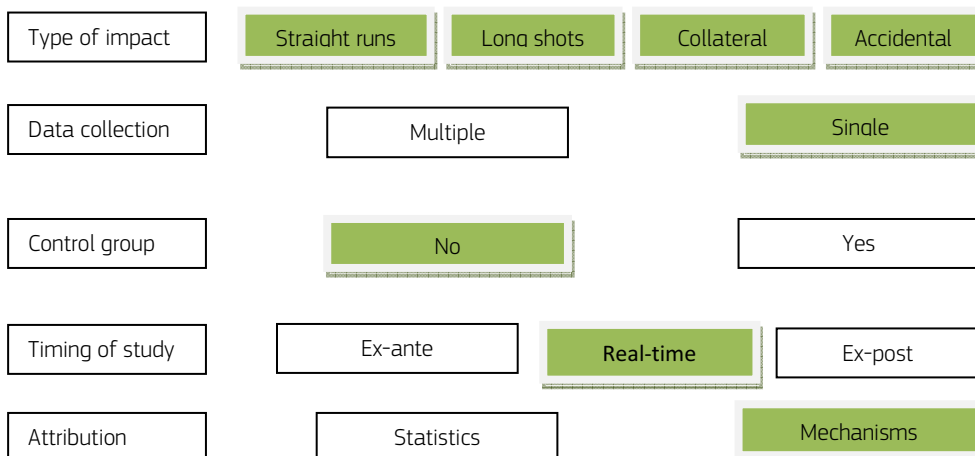 Type of impact Straight runs Long shots Collateral Accidental
Data collection Multiple Single
Control group No Yes
Timing of study Ex-ante Real-time Ex-post
Attribution Statistics Mechanisms